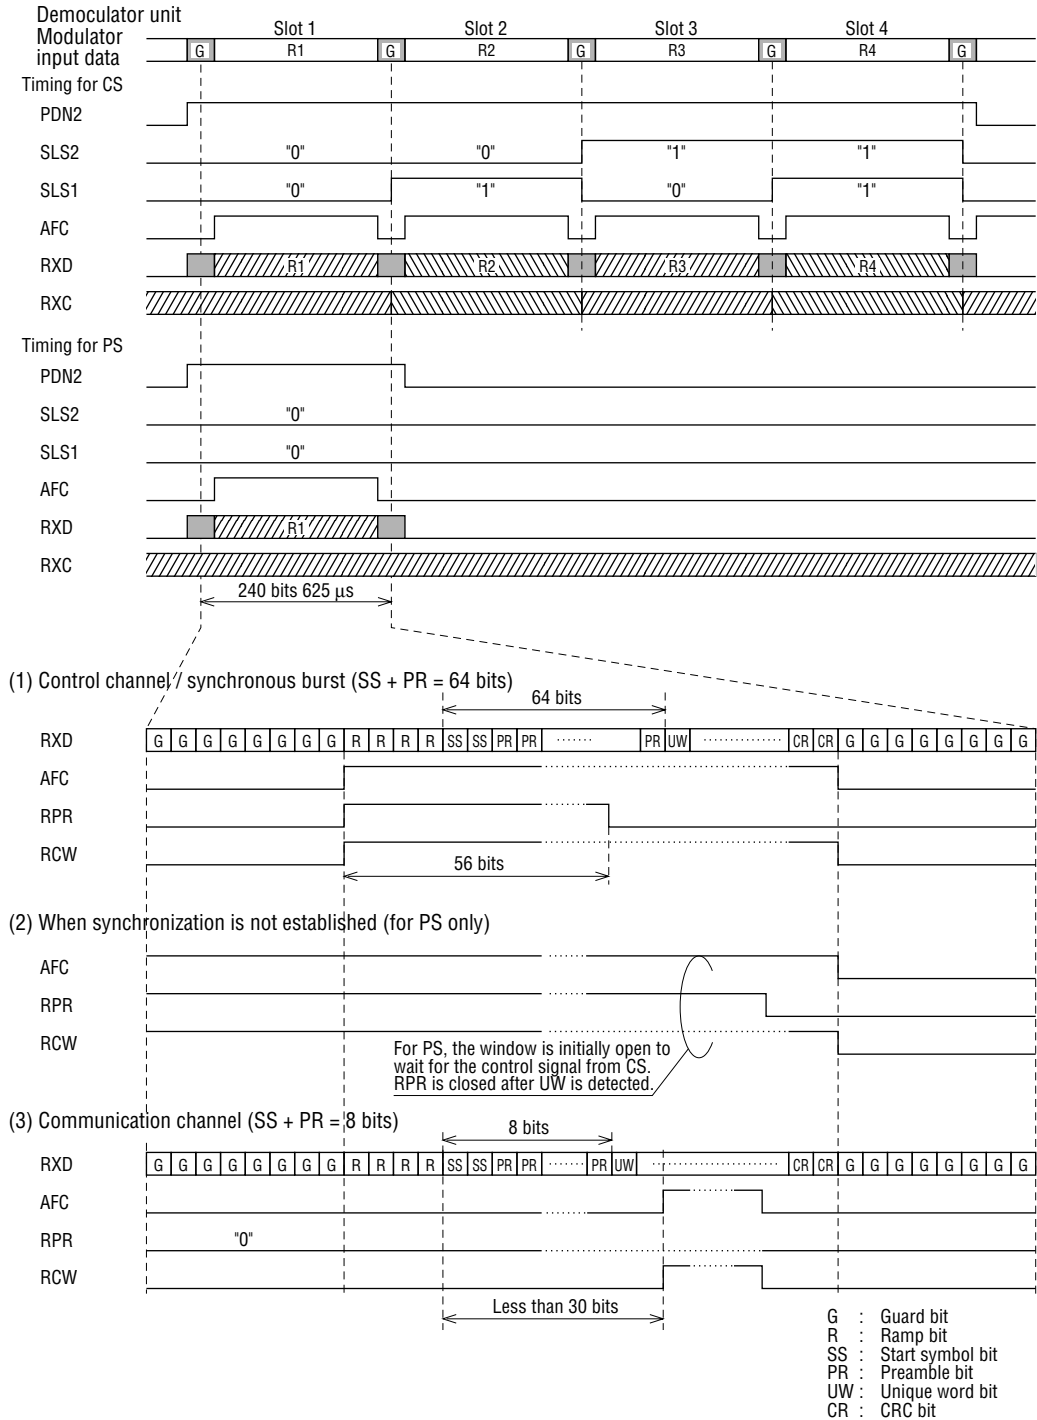 Democulator unit
Modulator
input data
Slot 1 Slot 2 Slot 3 Slot 4
G R1 G R2 G R3 G R4 G
Timing for CS
PDN2
SLS2 "0" "0" "1" "1"
SLS1 "0" "1" "0" "1"
AFC
RXD R1 R2 R3 R4
RXC
Timing for PS
PDN2
SLS2 "0"
SLS1 "0"
AFC
RXD R1
RXC
240 bits 625 μs
(1) Control channel / synchronous burst (SS + PR = 64 bits)
64 bits
RXD G G G G G G G G R R R R SS SS PR PR ······· PR UW ·············· CR CR G G G G G G G G
AFC
RPR
RCW
56 bits
(2) When synchronization is not established (for PS only)
AFC
RPR
RCW
For PS, the window is initially open to
wait for the control signal from CS.
RPR is closed after UW is detected.
(3) Communication channel (SS + PR = 8 bits)
8 bits
RXD G G G G G G G G R R R R SS SS PR PR ······· PR UW ························ CR CR G G G G G G G G
AFC
RPR "0"
RCW
Less than 30 bits
G : Guard bit
R : Ramp bit
SS : Start symbol bit
PR : Preamble bit
UW : Unique word bit
CR : CRC bit